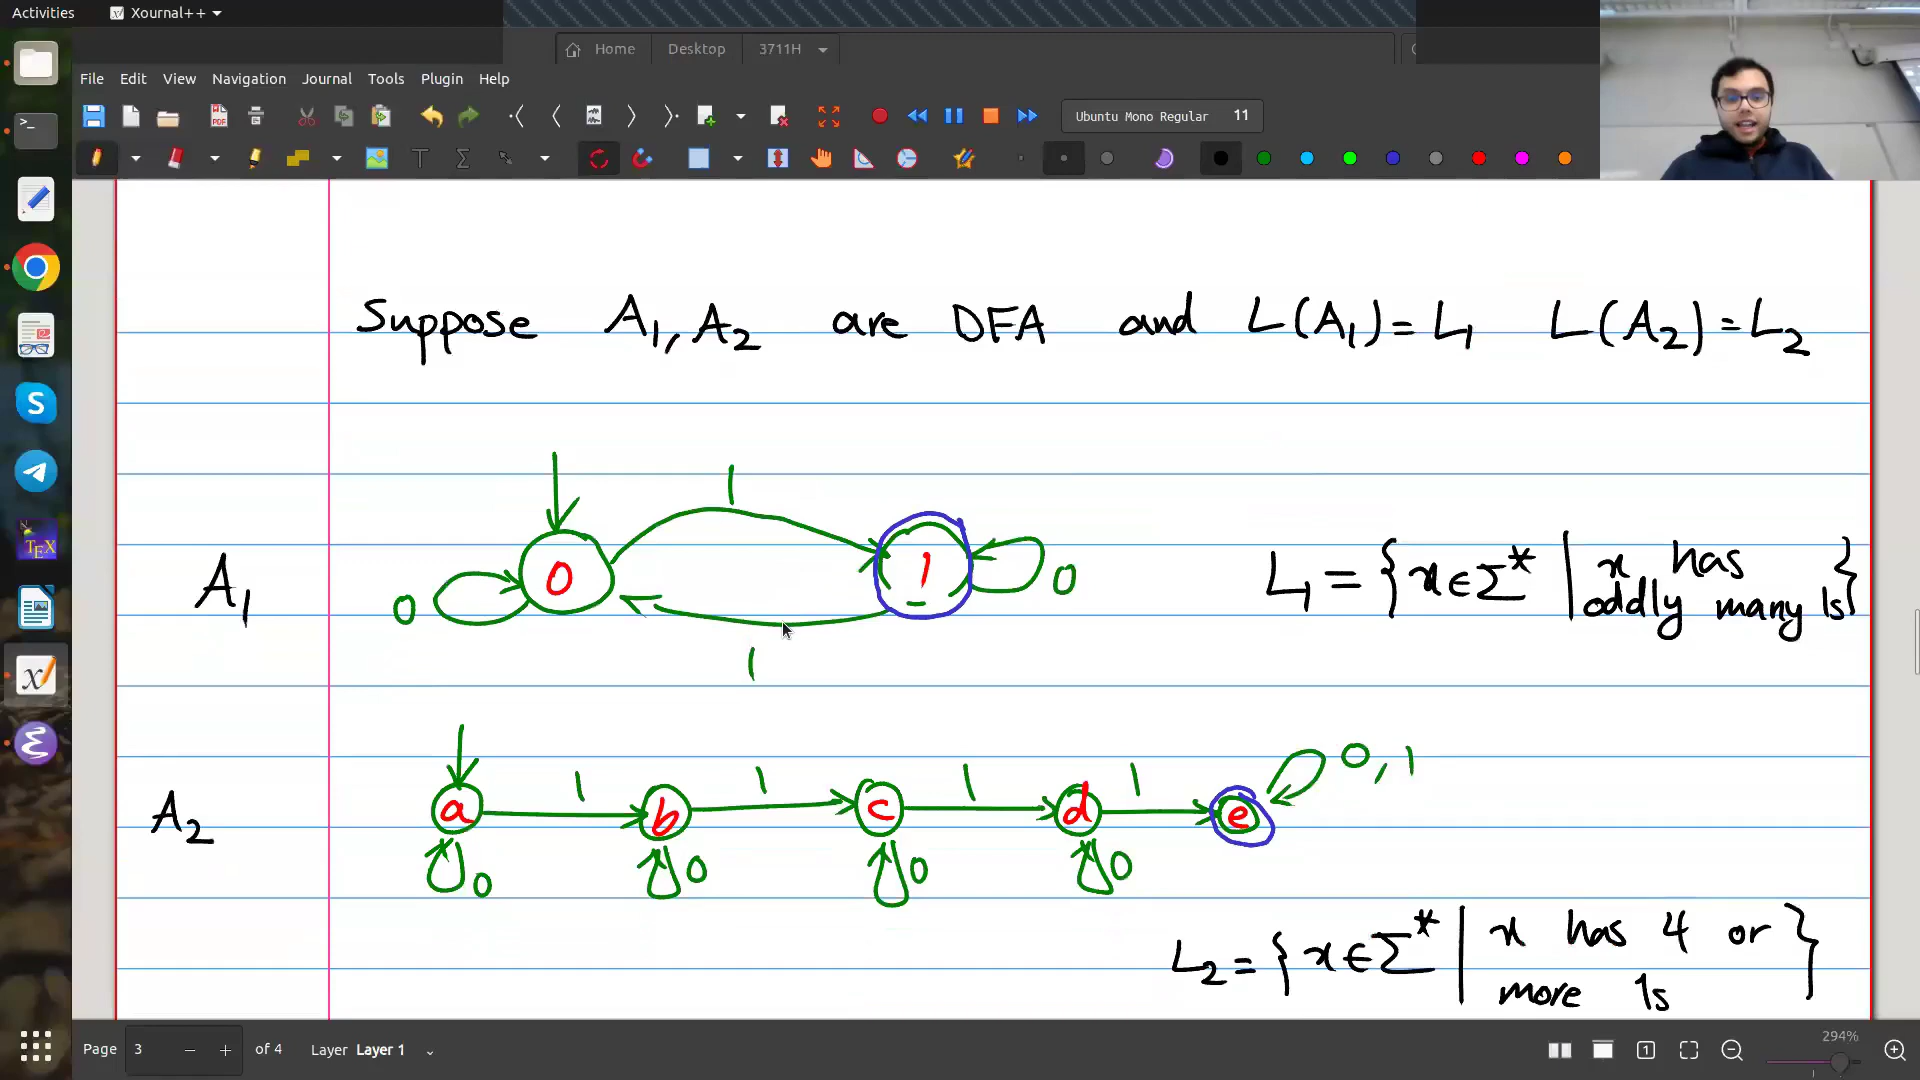 Activities Xournal++
Home Desktop 3711H
File Edit View Navigation Journal Tools Plugin Help
Ubuntu Mono Regular 11
Suppose A1, A2 are DFA and L(A1) = L1 L(A2) = L2
1
A1 0 0 1 0 L1 = {x∈Σ* | x has oddly many 1s}
1
A2 a 1 b 1 c 1 d 1 e 0,1
0 0 0 0
L2 = {x∈Σ* | x has 4 or
more 1s}
Page 3 − + of 4 Layer Layer 1 294%